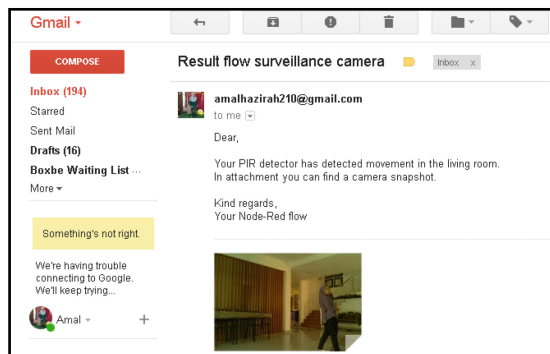 Gmail
COMPOSE
Inbox (194)
Starred
Sent Mail
Drafts (16)
Boxbe Waiting List ...
More
Something's not right.
We're having trouble
connecting to Google.
We'll keep trying...
Amal
+
Result flow surveillance camera
Inbox x
amalhazirah210@gmail.com
to me
Dear,
Your PIR detector has detected movement in the living room.
In attachment you can find a camera snapshot.
Kind regards,
Your Node-Red flow